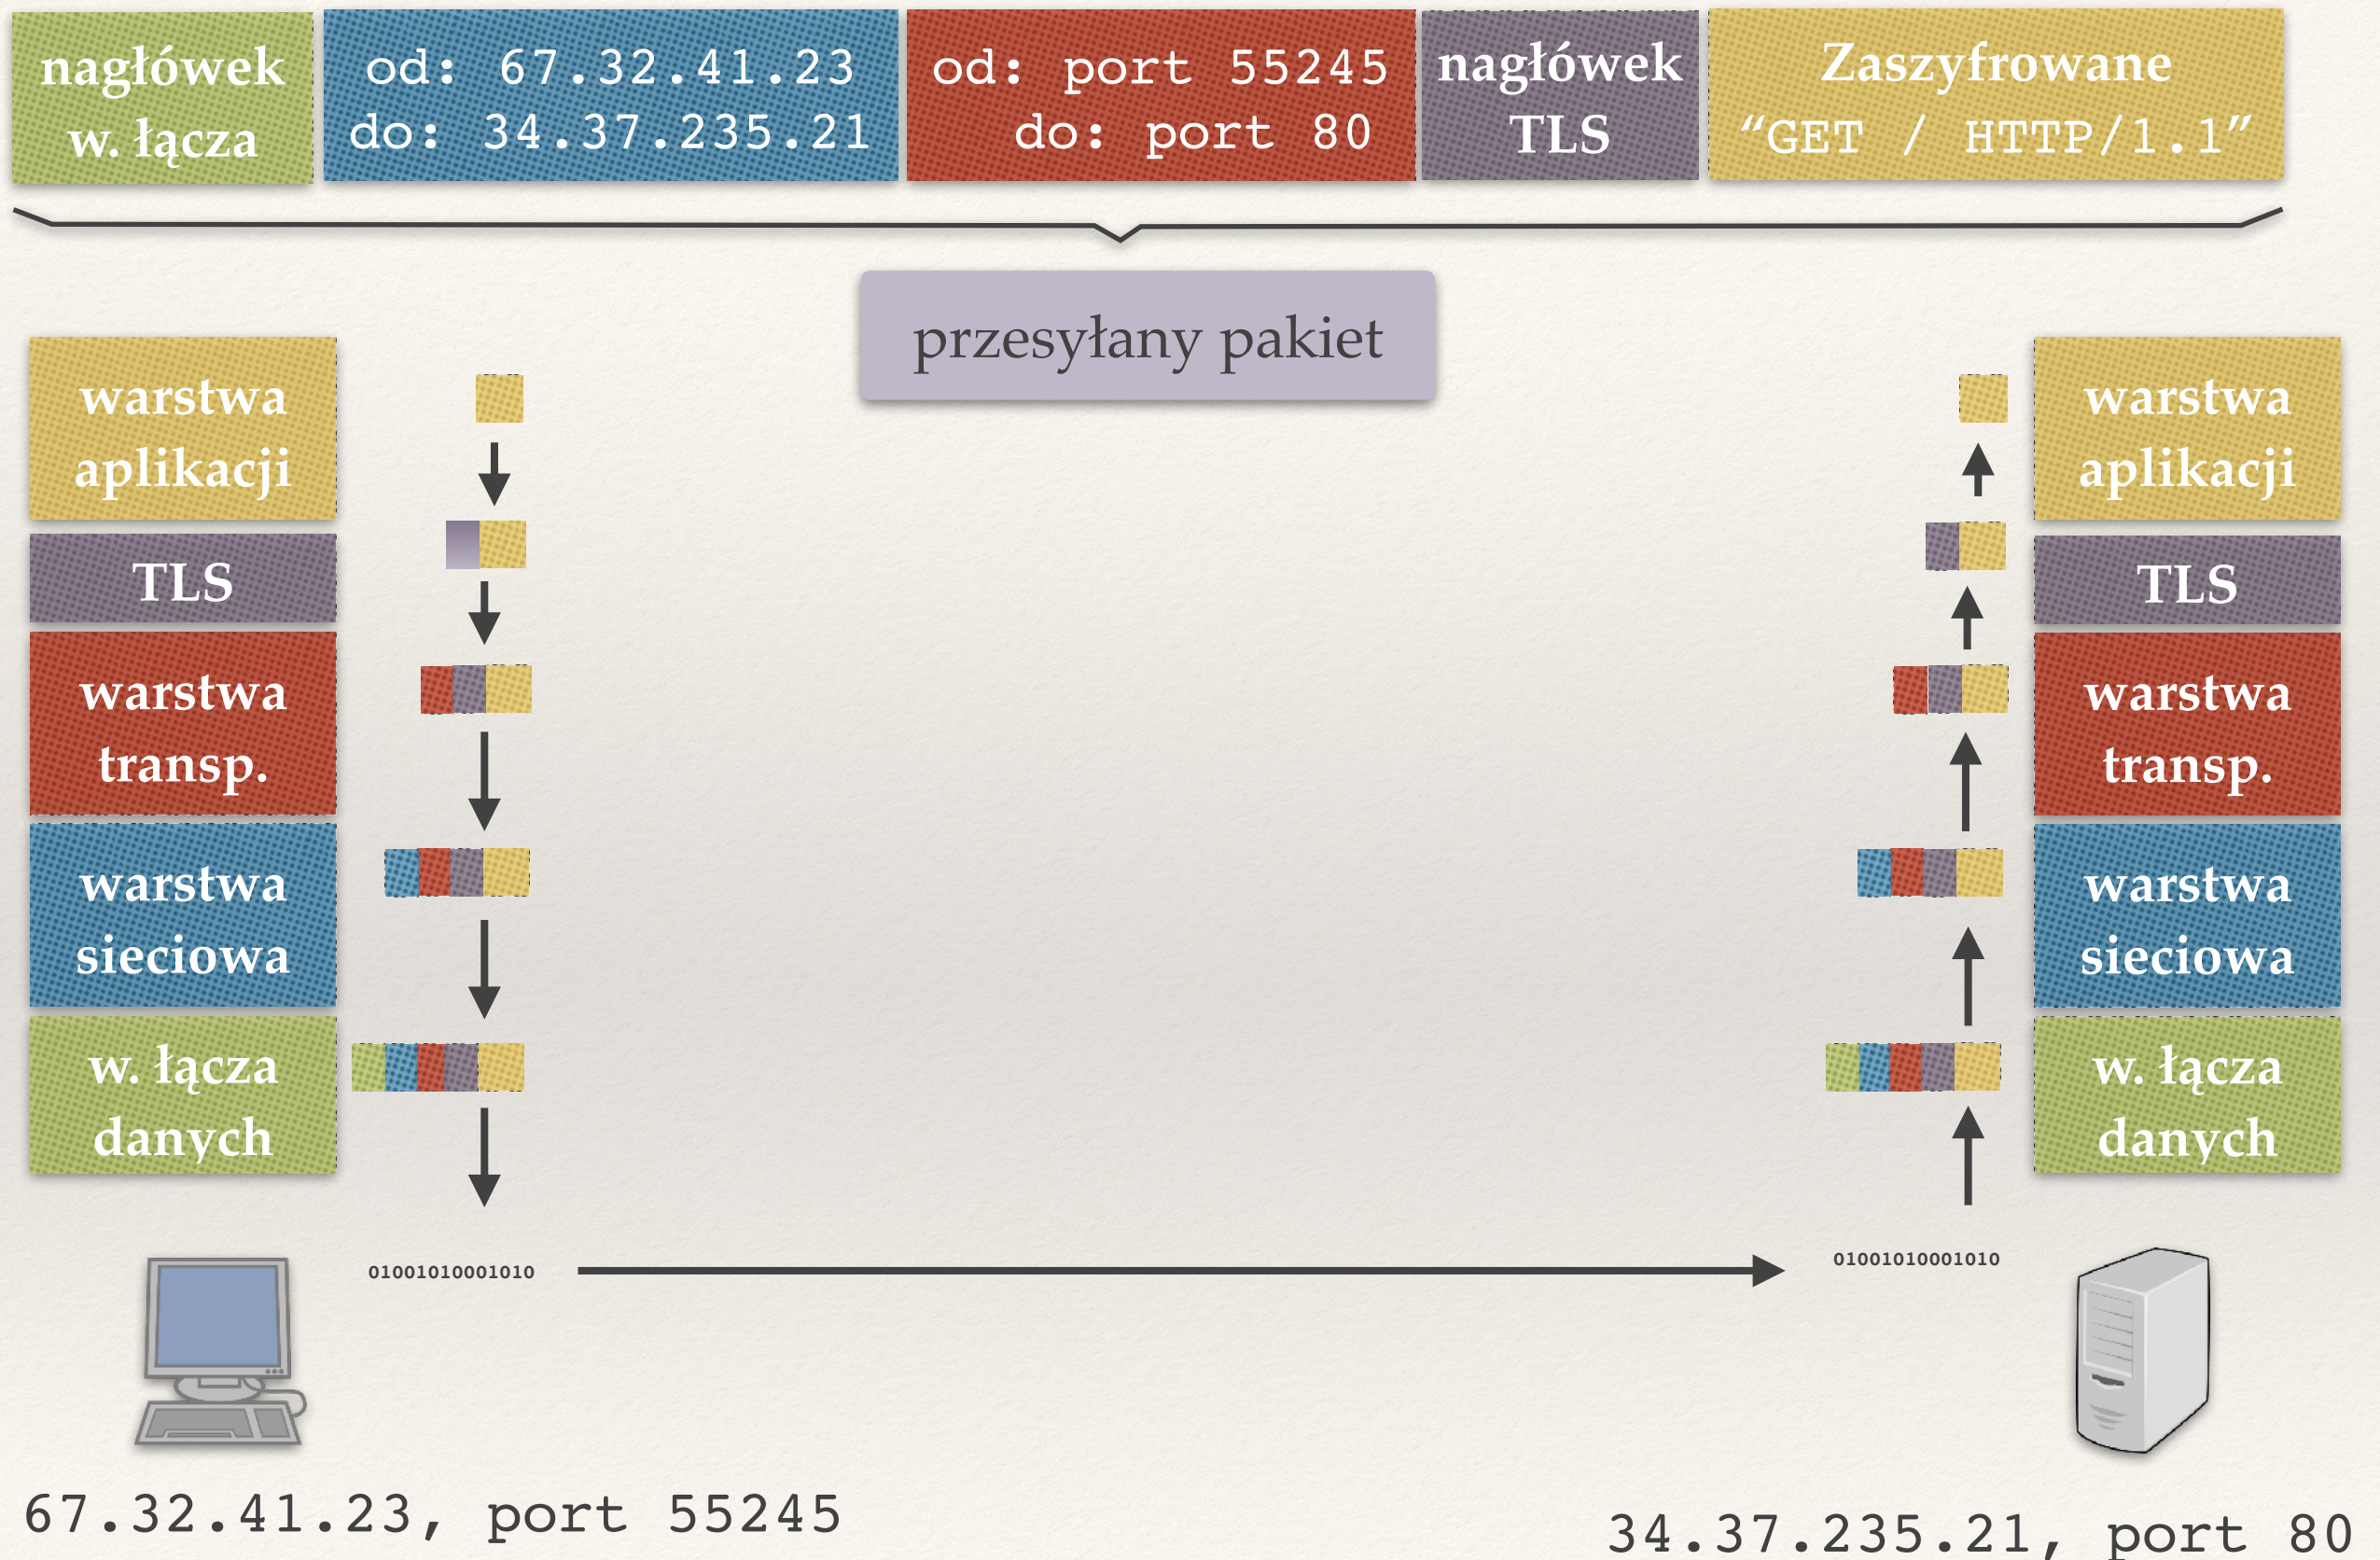 nagłówek
w. łącza
od: 67.32.41.23
do: 34.37.235.21
od: port 55245
do: port 80
nagłówek
TLS
Zaszyfrowane
“GET / HTTP/1.1”
przesyłany pakiet
warstwa
aplikacji
TLS
warstwa
transp.
warstwa
sieciowa
w. łącza
danych
warstwa
aplikacji
TLS
warstwa
transp.
warstwa
sieciowa
w. łącza
danych
01001010001010
01001010001010
67.32.41.23, port 55245
34.37.235.21, port 80